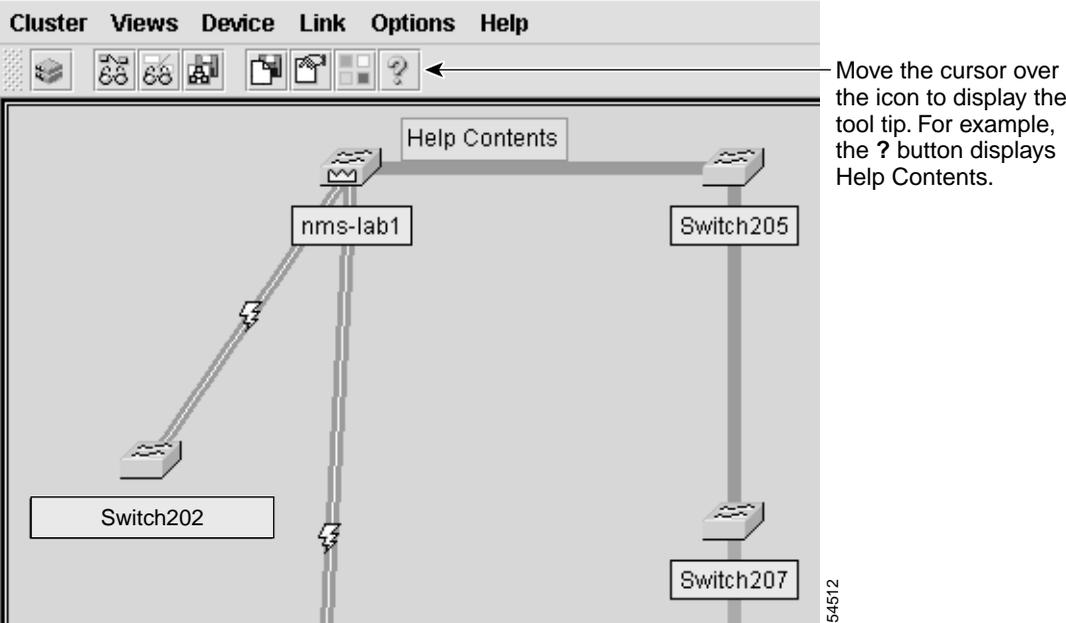 Cluster Views Device Link Options Help
Move the cursor over
the icon to display the
tool tip. For example,
the ? button displays
Help Contents.
Help Contents
nms-lab1
Switch205
Switch202
Switch207
54512